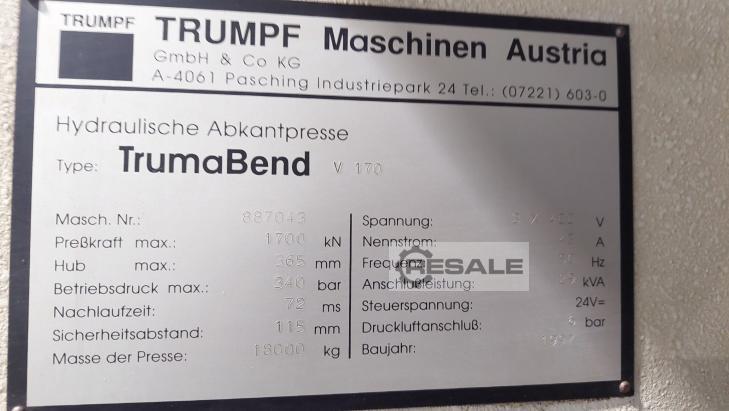 TRUMPF
TRUMPF Maschinen Austria
GmbH & Co KG
A-4061 Pasching Industriepark 24 Tel.: (07221) 603-0
Hydraulische Abkantpresse
Type: TrumaBend V 170
Masch. Nr.: 887043
Preßkraft max.: 1700 kN
Hub max.: 365 mm
Betriebsdruck max.: 340 bar
Nachlaufzeit: 72 ms
Sicherheitsabstand: 115 mm
Masse der Presse: 18000 kg
Spannung: V
Nennstrom: A
Frequenz: Hz
Anschlußleistung: kVA
Steuerspannung: 24V=
Druckluftanschluß: bar
Baujahr:
RESALE